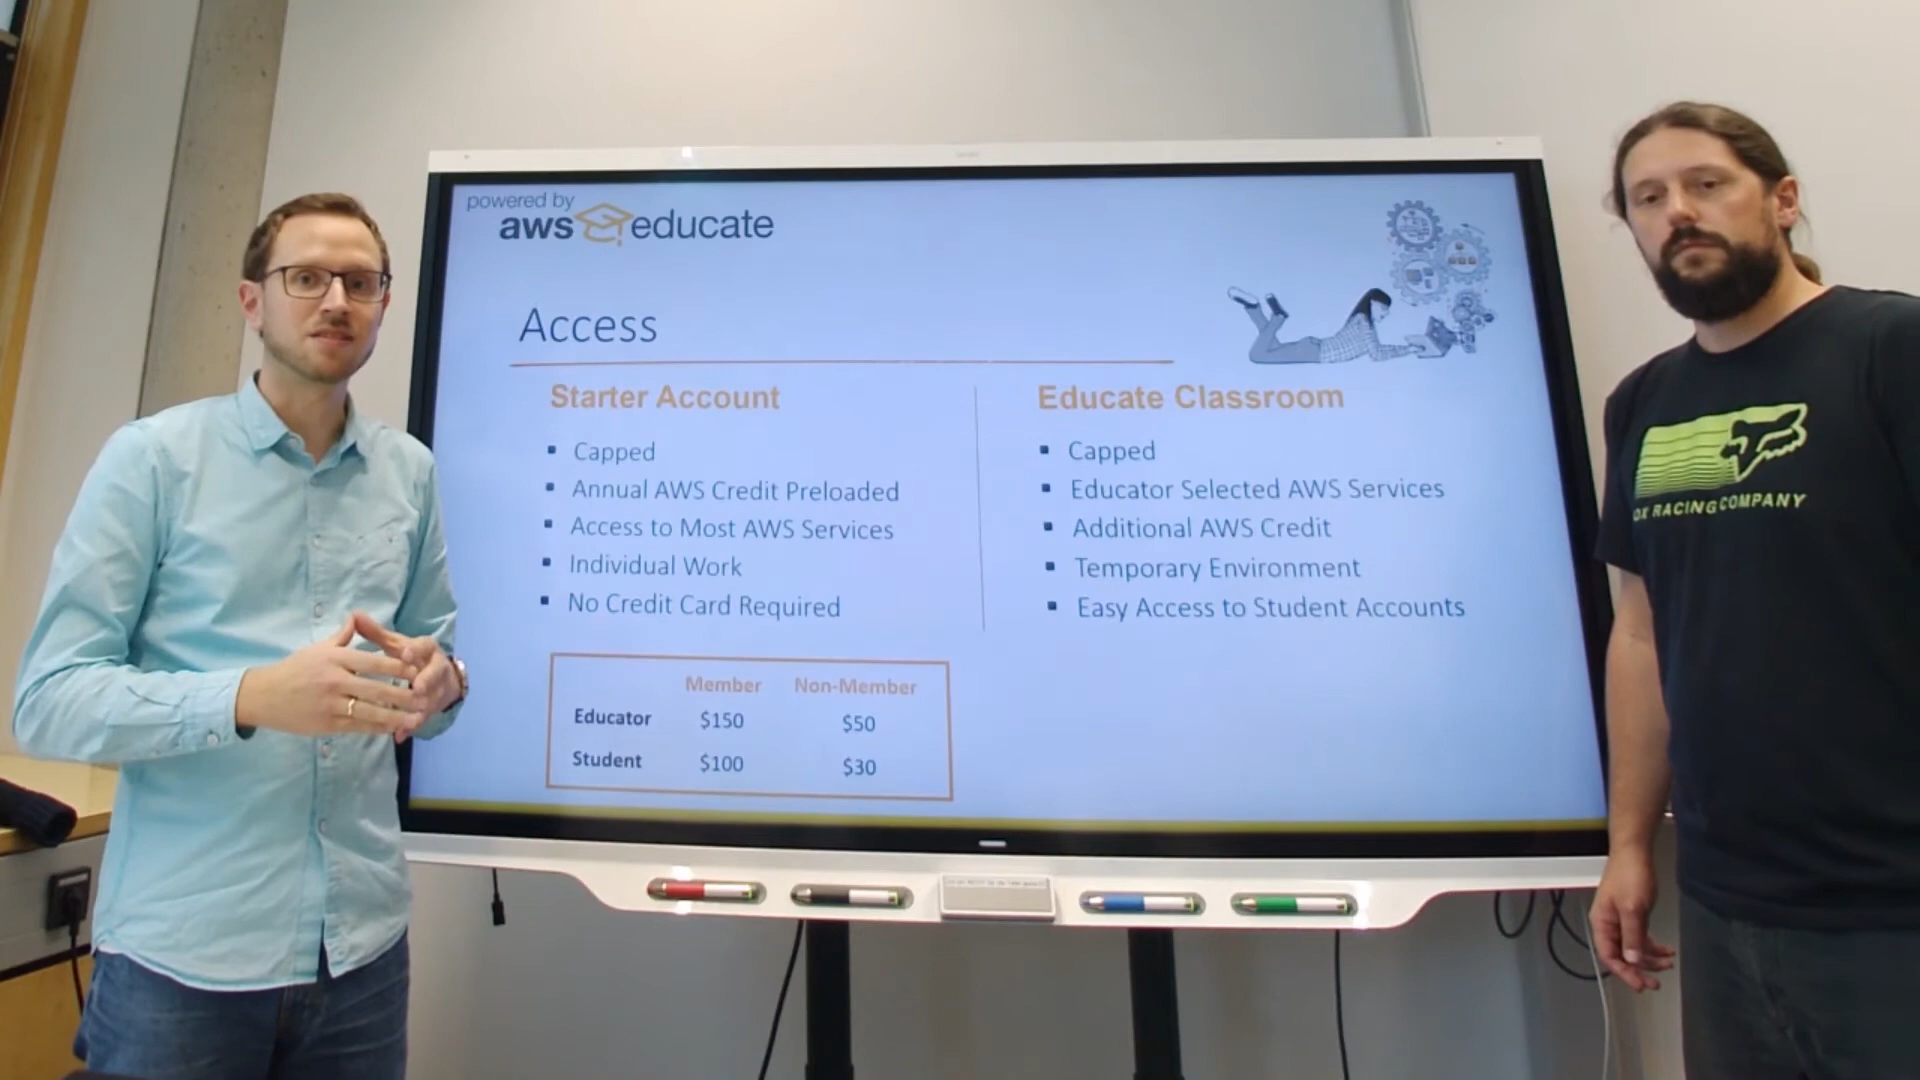 powered by
aws educate
Access
Starter Account
Capped
Annual AWS Credit Preloaded
Access to Most AWS Services
Individual Work
No Credit Card Required
Educate Classroom
Capped
Educator Selected AWS Services
Additional AWS Credit
Temporary Environment
Easy Access to Student Accounts
Member Non-Member
Educator $150 $50
Student $100 $30
OX RACING COMPANY